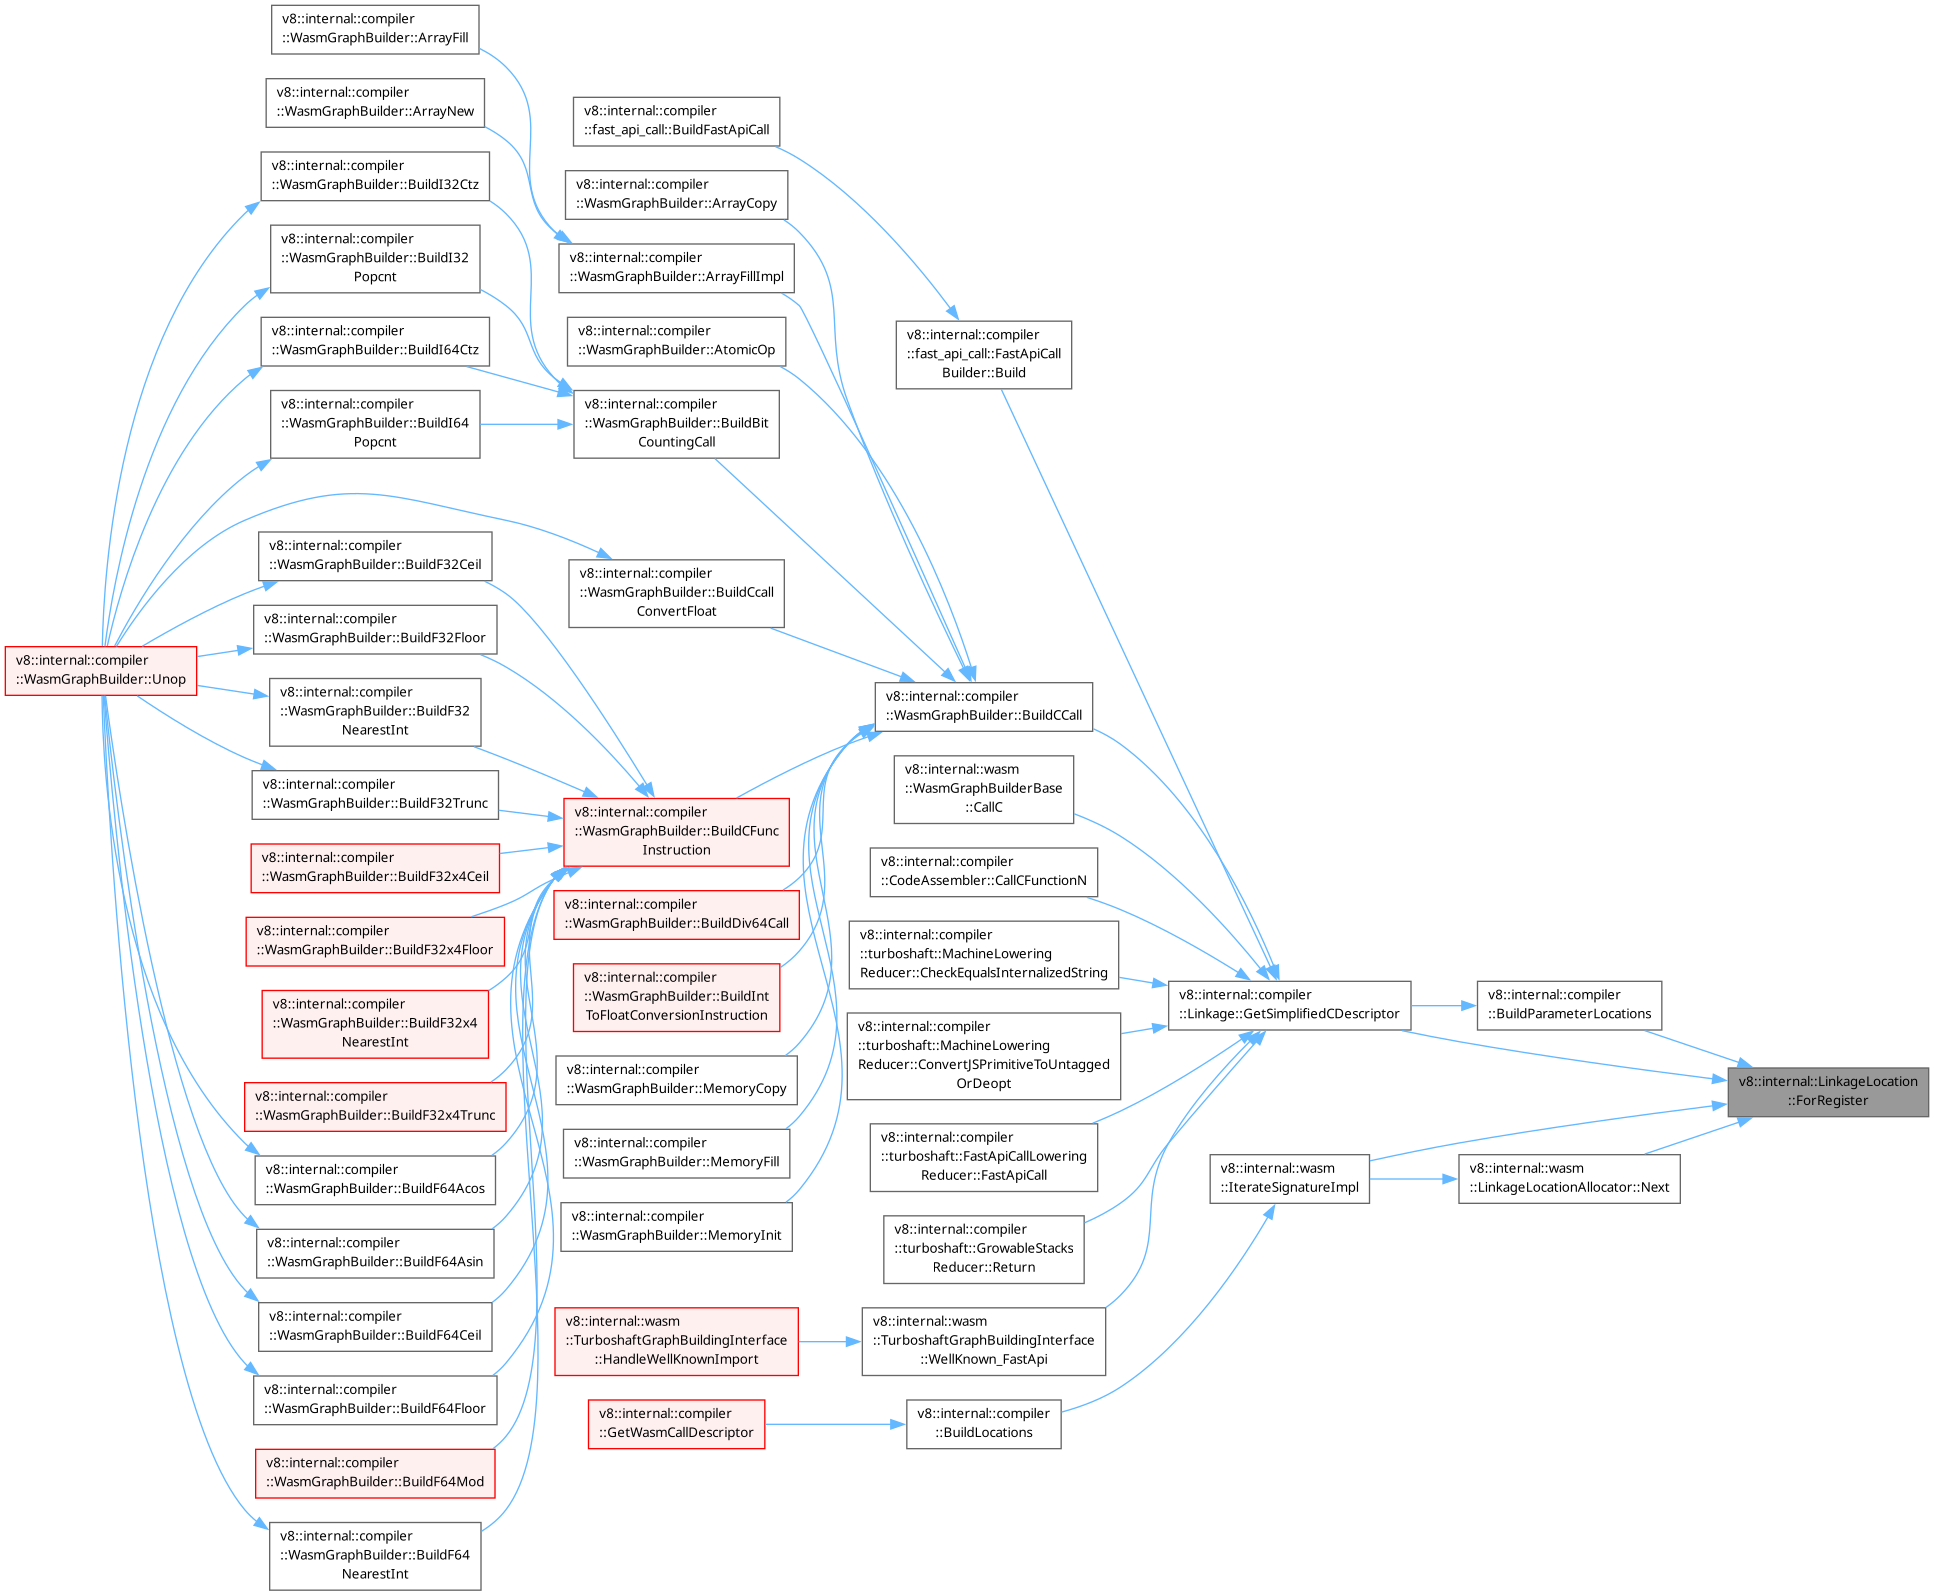 v8::internal::compiler
::WasmGraphBuilder::ArrayFill
v8::internal::compiler
::WasmGraphBuilder::ArrayNew
v8::internal::compiler
::WasmGraphBuilder::BuildI32Ctz
v8::internal::compiler
::WasmGraphBuilder::BuildI32
Popcnt
v8::internal::compiler
::WasmGraphBuilder::BuildI64Ctz
v8::internal::compiler
::WasmGraphBuilder::BuildI64
Popcnt
v8::internal::compiler
::WasmGraphBuilder::BuildF32Ceil
v8::internal::compiler
::WasmGraphBuilder::BuildF32Floor
v8::internal::compiler
::WasmGraphBuilder::Unop
v8::internal::compiler
::WasmGraphBuilder::BuildF32
NearestInt
v8::internal::compiler
::WasmGraphBuilder::BuildF32Trunc
v8::internal::compiler
::WasmGraphBuilder::BuildF32x4Ceil
v8::internal::compiler
::WasmGraphBuilder::BuildF32x4Floor
v8::internal::compiler
::WasmGraphBuilder::BuildF32x4
NearestInt
v8::internal::compiler
::WasmGraphBuilder::BuildF32x4Trunc
v8::internal::compiler
::WasmGraphBuilder::BuildF64Acos
v8::internal::compiler
::WasmGraphBuilder::BuildF64Asin
v8::internal::compiler
::WasmGraphBuilder::BuildF64Ceil
v8::internal::compiler
::WasmGraphBuilder::BuildF64Floor
v8::internal::compiler
::WasmGraphBuilder::BuildF64Mod
v8::internal::compiler
::WasmGraphBuilder::BuildF64
NearestInt
v8::internal::compiler
::fast_api_call::BuildFastApiCall
v8::internal::compiler
::WasmGraphBuilder::ArrayCopy
v8::internal::compiler
::WasmGraphBuilder::ArrayFillImpl
v8::internal::compiler
::WasmGraphBuilder::AtomicOp
v8::internal::compiler
::WasmGraphBuilder::BuildBit
CountingCall
v8::internal::compiler
::WasmGraphBuilder::BuildCcall
ConvertFloat
v8::internal::compiler
::WasmGraphBuilder::BuildCFunc
Instruction
v8::internal::compiler
::WasmGraphBuilder::BuildDiv64Call
v8::internal::compiler
::WasmGraphBuilder::BuildInt
ToFloatConversionInstruction
v8::internal::compiler
::WasmGraphBuilder::MemoryCopy
v8::internal::compiler
::WasmGraphBuilder::MemoryFill
v8::internal::compiler
::WasmGraphBuilder::MemoryInit
v8::internal::wasm
::TurboshaftGraphBuildingInterface
::HandleWellKnownImport
v8::internal::compiler
::GetWasmCallDescriptor
v8::internal::compiler
::fast_api_call::FastApiCall
Builder::Build
v8::internal::compiler
::WasmGraphBuilder::BuildCCall
v8::internal::wasm
::WasmGraphBuilderBase
::CallC
v8::internal::compiler
::CodeAssembler::CallCFunctionN
v8::internal::compiler
::turboshaft::MachineLowering
Reducer::CheckEqualsInternalizedString
v8::internal::compiler
::turboshaft::MachineLowering
Reducer::ConvertJSPrimitiveToUntagged
OrDeopt
v8::internal::compiler
::turboshaft::FastApiCallLowering
Reducer::FastApiCall
v8::internal::compiler
::turboshaft::GrowableStacks
Reducer::Return
v8::internal::wasm
::TurboshaftGraphBuildingInterface
::WellKnown_FastApi
v8::internal::compiler
::BuildLocations
v8::internal::compiler
::Linkage::GetSimplifiedCDescriptor
v8::internal::wasm
::IterateSignatureImpl
v8::internal::compiler
::BuildParameterLocations
v8::internal::wasm
::LinkageLocationAllocator::Next
v8::internal::LinkageLocation
::ForRegister